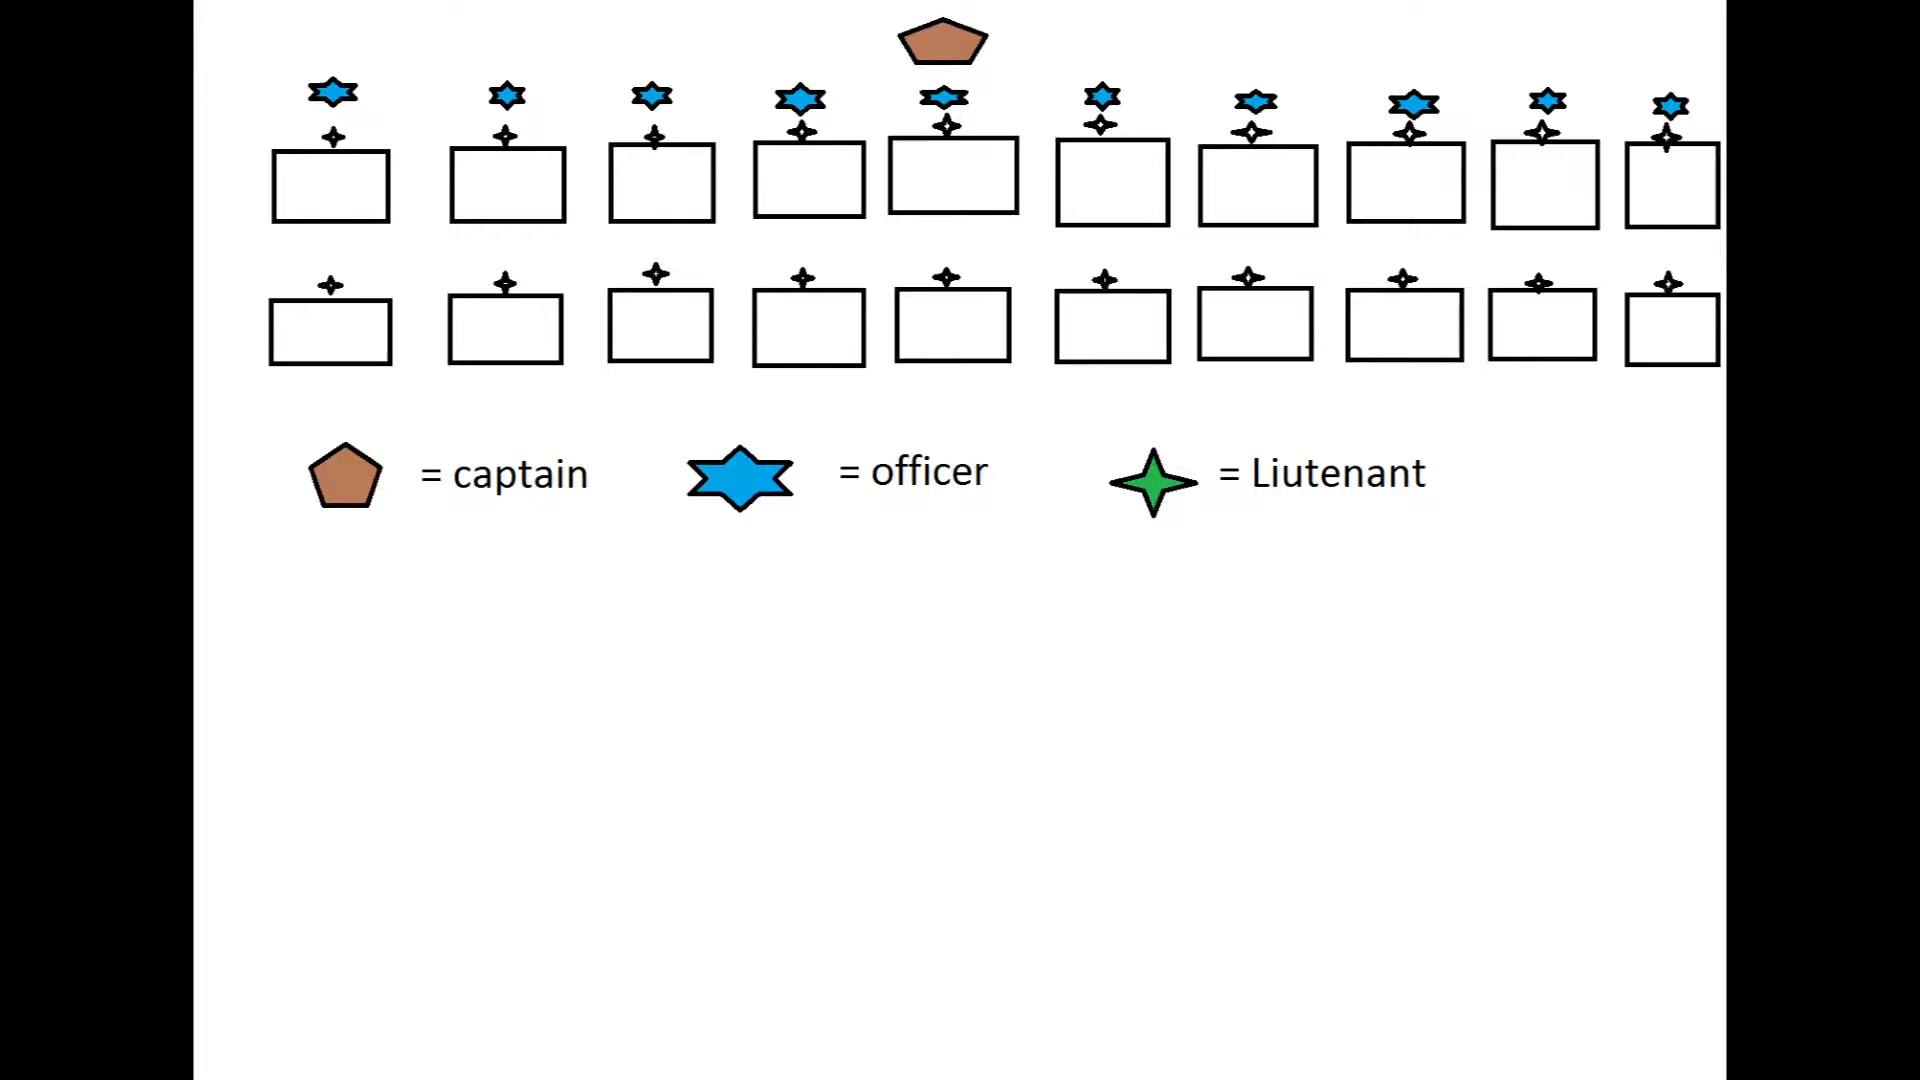 = captain = officer = Liutenant